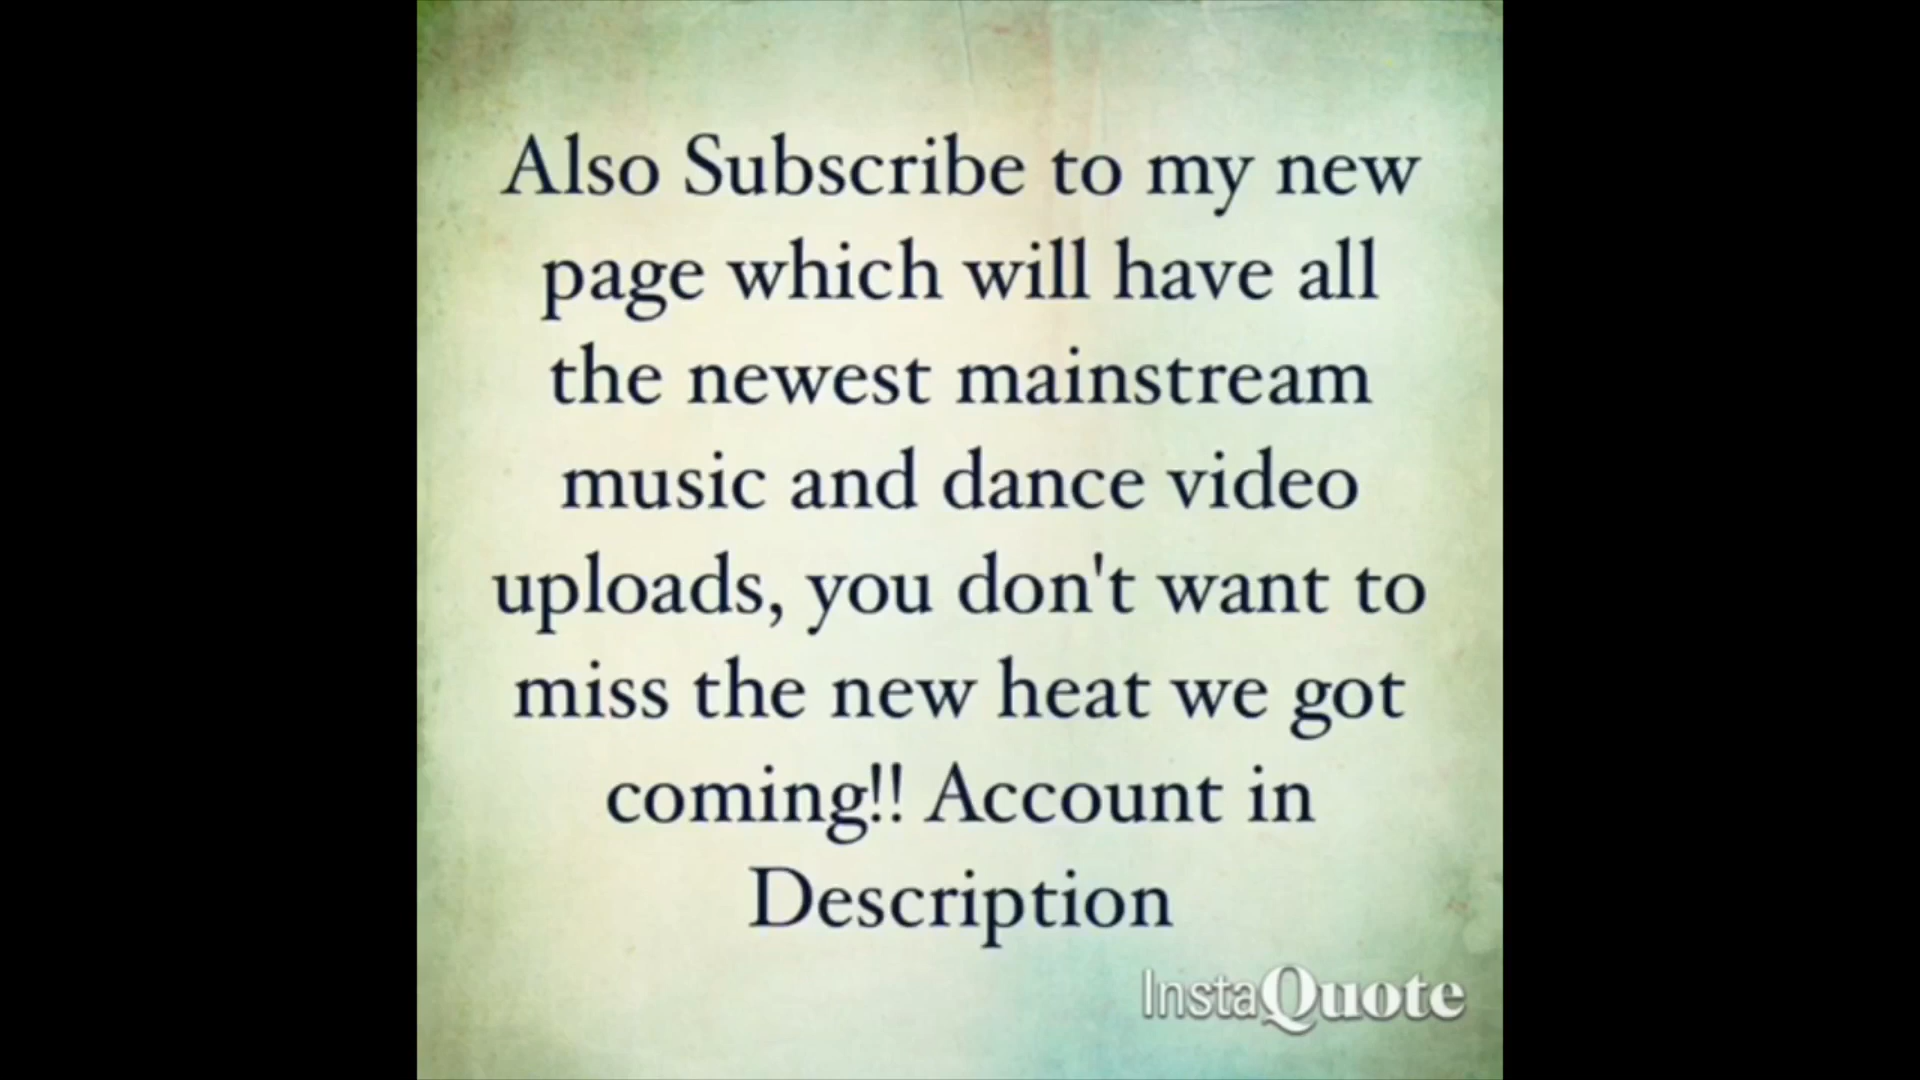 Also Subscribe to my new
page which will have all
the newest mainstream
music and dance video
uploads, you don't want to
miss the new heat we got
coming!! Account in
Description
InstaQuote